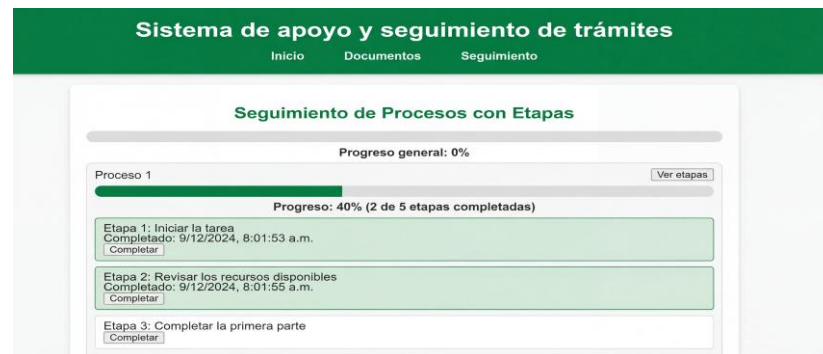 Sistema de apoyo y seguimiento de trámites
Inicio Documentos Seguimiento
Seguimiento de Procesos con Etapas
Progreso general: 0%
Proceso 1 Ver etapas
Progreso: 40% (2 de 5 etapas completadas)
Etapa 1: Iniciar la tarea
Completado: 9/12/2024, 8:01:53 a.m.
Completar
Etapa 2: Revisar los recursos disponibles
Completado: 9/12/2024, 8:01:55 a.m.
Completar
Etapa 3: Completar la primera parte
Completar